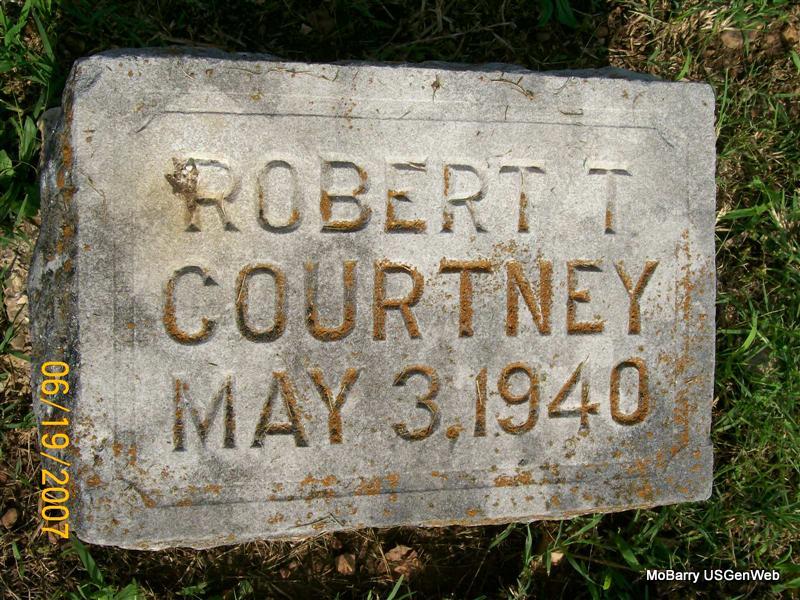 ROBERT T
COURTNEY
MAY 3. 1940
06/19/2007
MoBarry USGenWeb